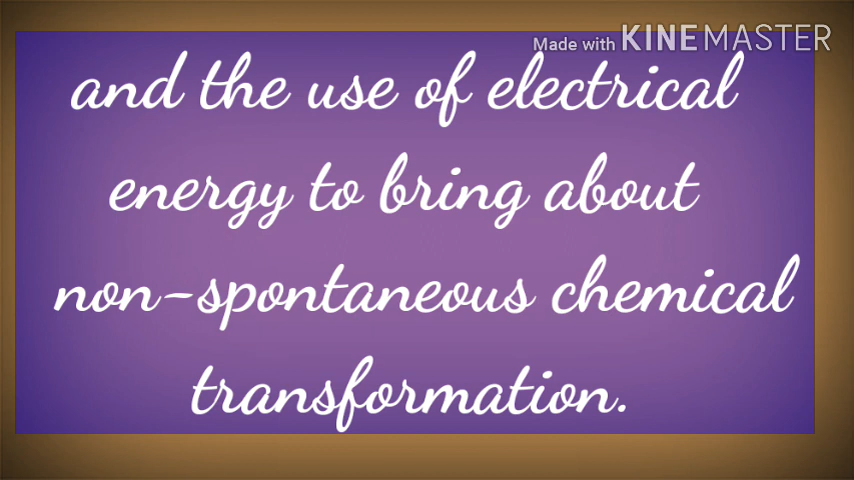 Made with KINEMASTER
and the use of electrical
energy to bring about
non-spontaneous chemical
transformation.